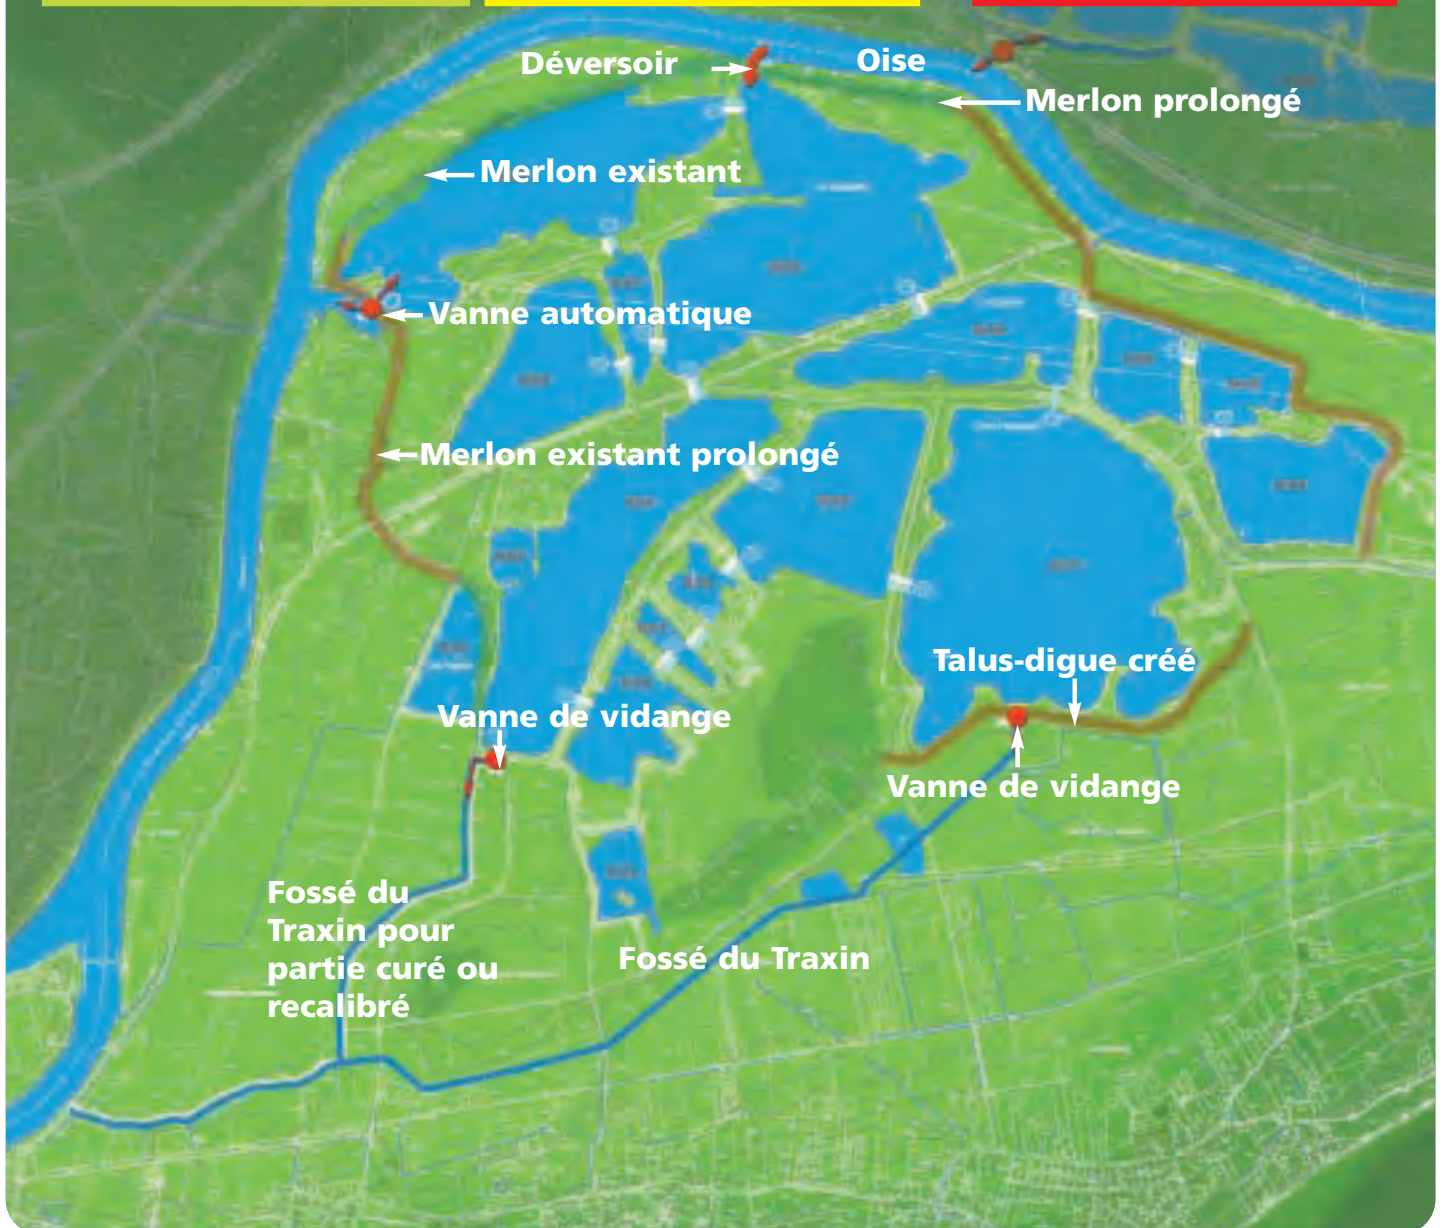 Déversoir
Oise
Merlon prolongé
Merlon existant
Vanne automatique
Merlon existant prolongé
Talus-digue créé
Vanne de vidange
Vanne de vidange
Fossé du
Traxin pour
partie curé ou
recalibré
Fossé du Traxin